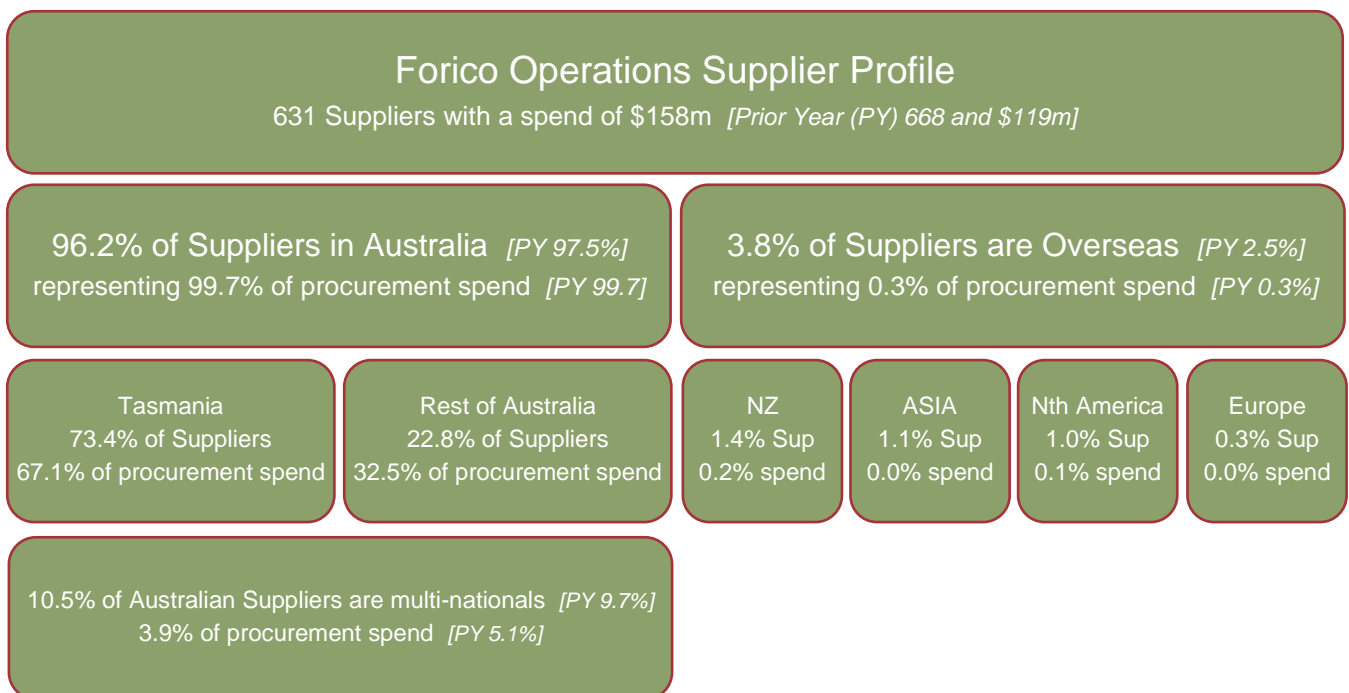 Forico Operations Supplier Profile
631 Suppliers with a spend of $158m [Prior Year (PY) 668 and $119m]
96.2% of Suppliers in Australia [PY 97.5%]
representing 99.7% of procurement spend [PY 99.7]
3.8% of Suppliers are Overseas [PY 2.5%]
representing 0.3% of procurement spend [PY 0.3%]
Tasmania
73.4% of Suppliers
67.1% of procurement spend
Rest of Australia
22.8% of Suppliers
32.5% of procurement spend
NZ
1.4% Sup
0.2% spend
ASIA
1.1% Sup
0.0% spend
Nth America
1.0% Sup
0.1% spend
Europe
0.3% Sup
0.0% spend
10.5% of Australian Suppliers are multi-nationals [PY 9.7%]
3.9% of procurement spend [PY 5.1%]